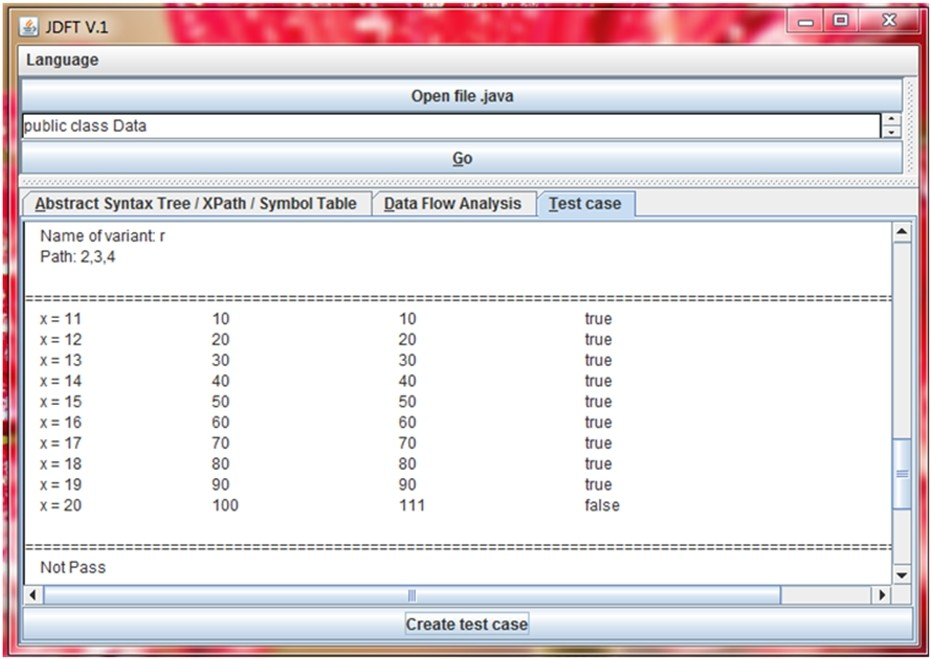 JDFT V.1
Language
Open file .java
public class Data
Go
Abstract Syntax Tree / XPath / Symbol Table Data Flow Analysis Test case
Name of variant: r
Path: 2,3,4
==========================================================================================
x = 11 10 10 true
x = 12 20 20 true
x = 13 30 30 true
x = 14 40 40 true
x = 15 50 50 true
x = 16 60 60 true
x = 17 70 70 true
x = 18 80 80 true
x = 19 90 90 true
x = 20 100 111 false
==========================================================================================
Not Pass
Create test case